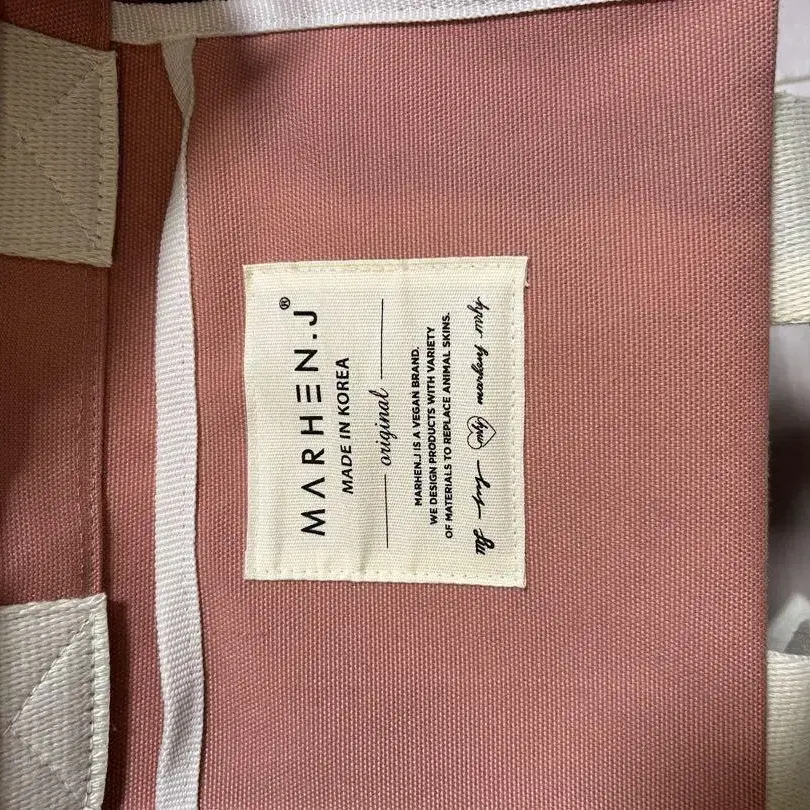 MARHEN.J®
MADE IN KOREA
original
MARHEN.J IS A VEGAN BRAND.
WE DESIGN PRODUCTS WITH VARIETY
OF MATERIALS TO REPLACE ANIMAL SKINS.